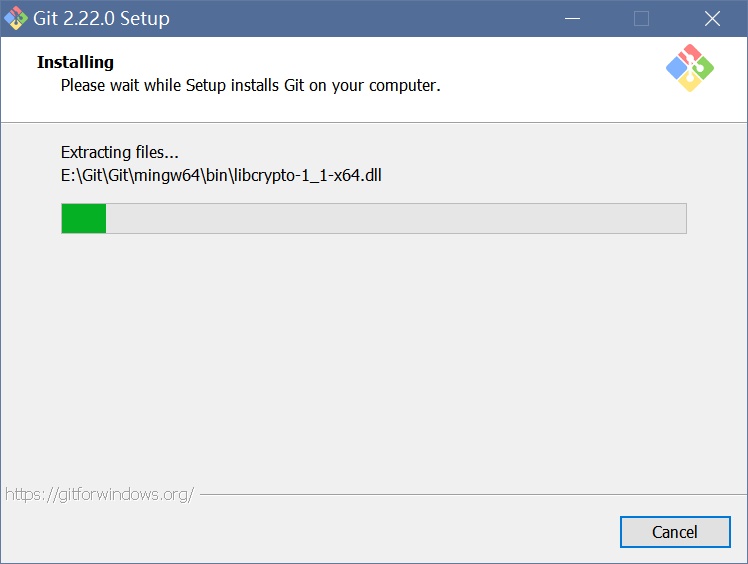 Git 2.22.0 Setup
Installing
Please wait while Setup installs Git on your computer.
Extracting files...
E:\Git\Git\mingw64\bin\libcrypto-1_1-x64.dll
https://gitforwindows.org/
Cancel